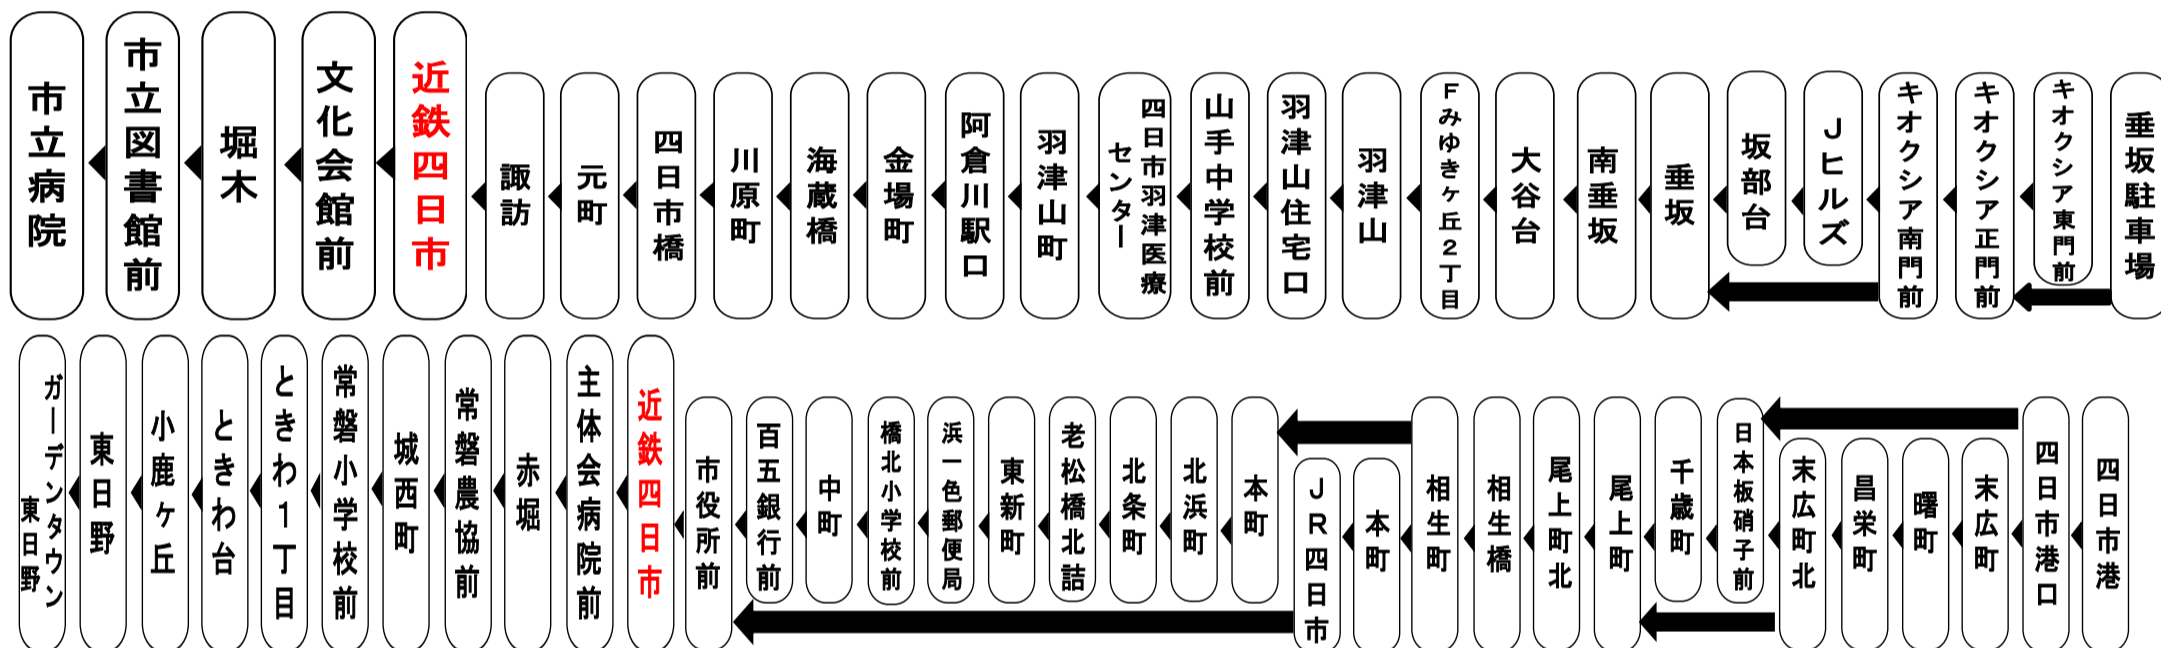 垂坂駐車場
キオクシア東門前
キオクシア正門前
キオクシア南門前
Jヒルズ
坂部台
垂坂
南垂坂
大谷台
Fみゆきヶ丘2丁目
羽津山
羽津山住宅口
山手中学校前
四日市羽津医療
センター
羽津山町
阿倉川駅口
金場町
海蔵橋
川原町
四日市橋
元町
諏訪
近鉄四日市
文化会館前
堀木
市立図書館前
市立病院
四日市港
四日市港口
末広町
曙町
昌栄町
末広町北
日本板硝子前
千歳町
尾上町
尾上町北
相生橋
相生町
本町
JR四日市
本町
北浜町
北条町
老松橋北詰
東新町
浜一色郵便局
橋北小学校前
中町
百五銀行前
市役所前
近鉄四日市
主体会病院前
赤堀
常磐農協前
城西町
常磐小学校前
ときわ1丁目
ときわ台
小鹿ヶ丘
東日野
ガーデンタウン
東日野